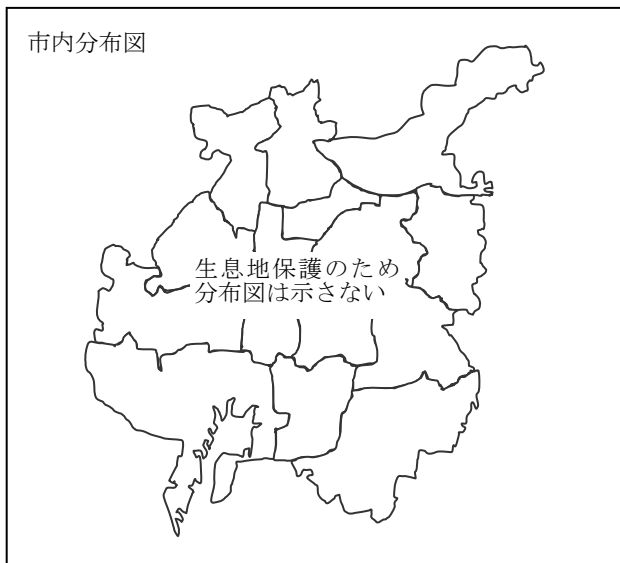 市内分布図
生息地保護のため
分布図は示さない